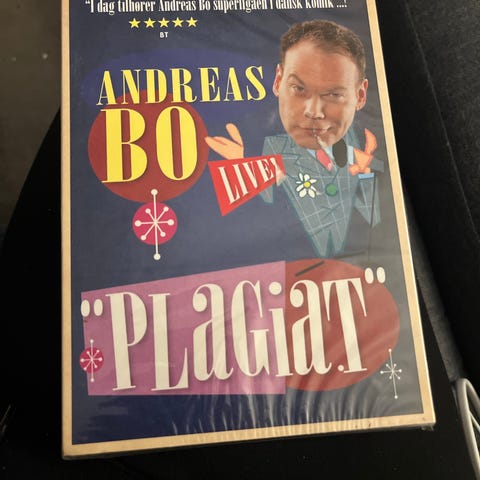 "I dag tilhører Andreas Bo superligaen i dansk komik ...!
BT
ANDREAS
BO
LIVE!
"PLAGiAT"